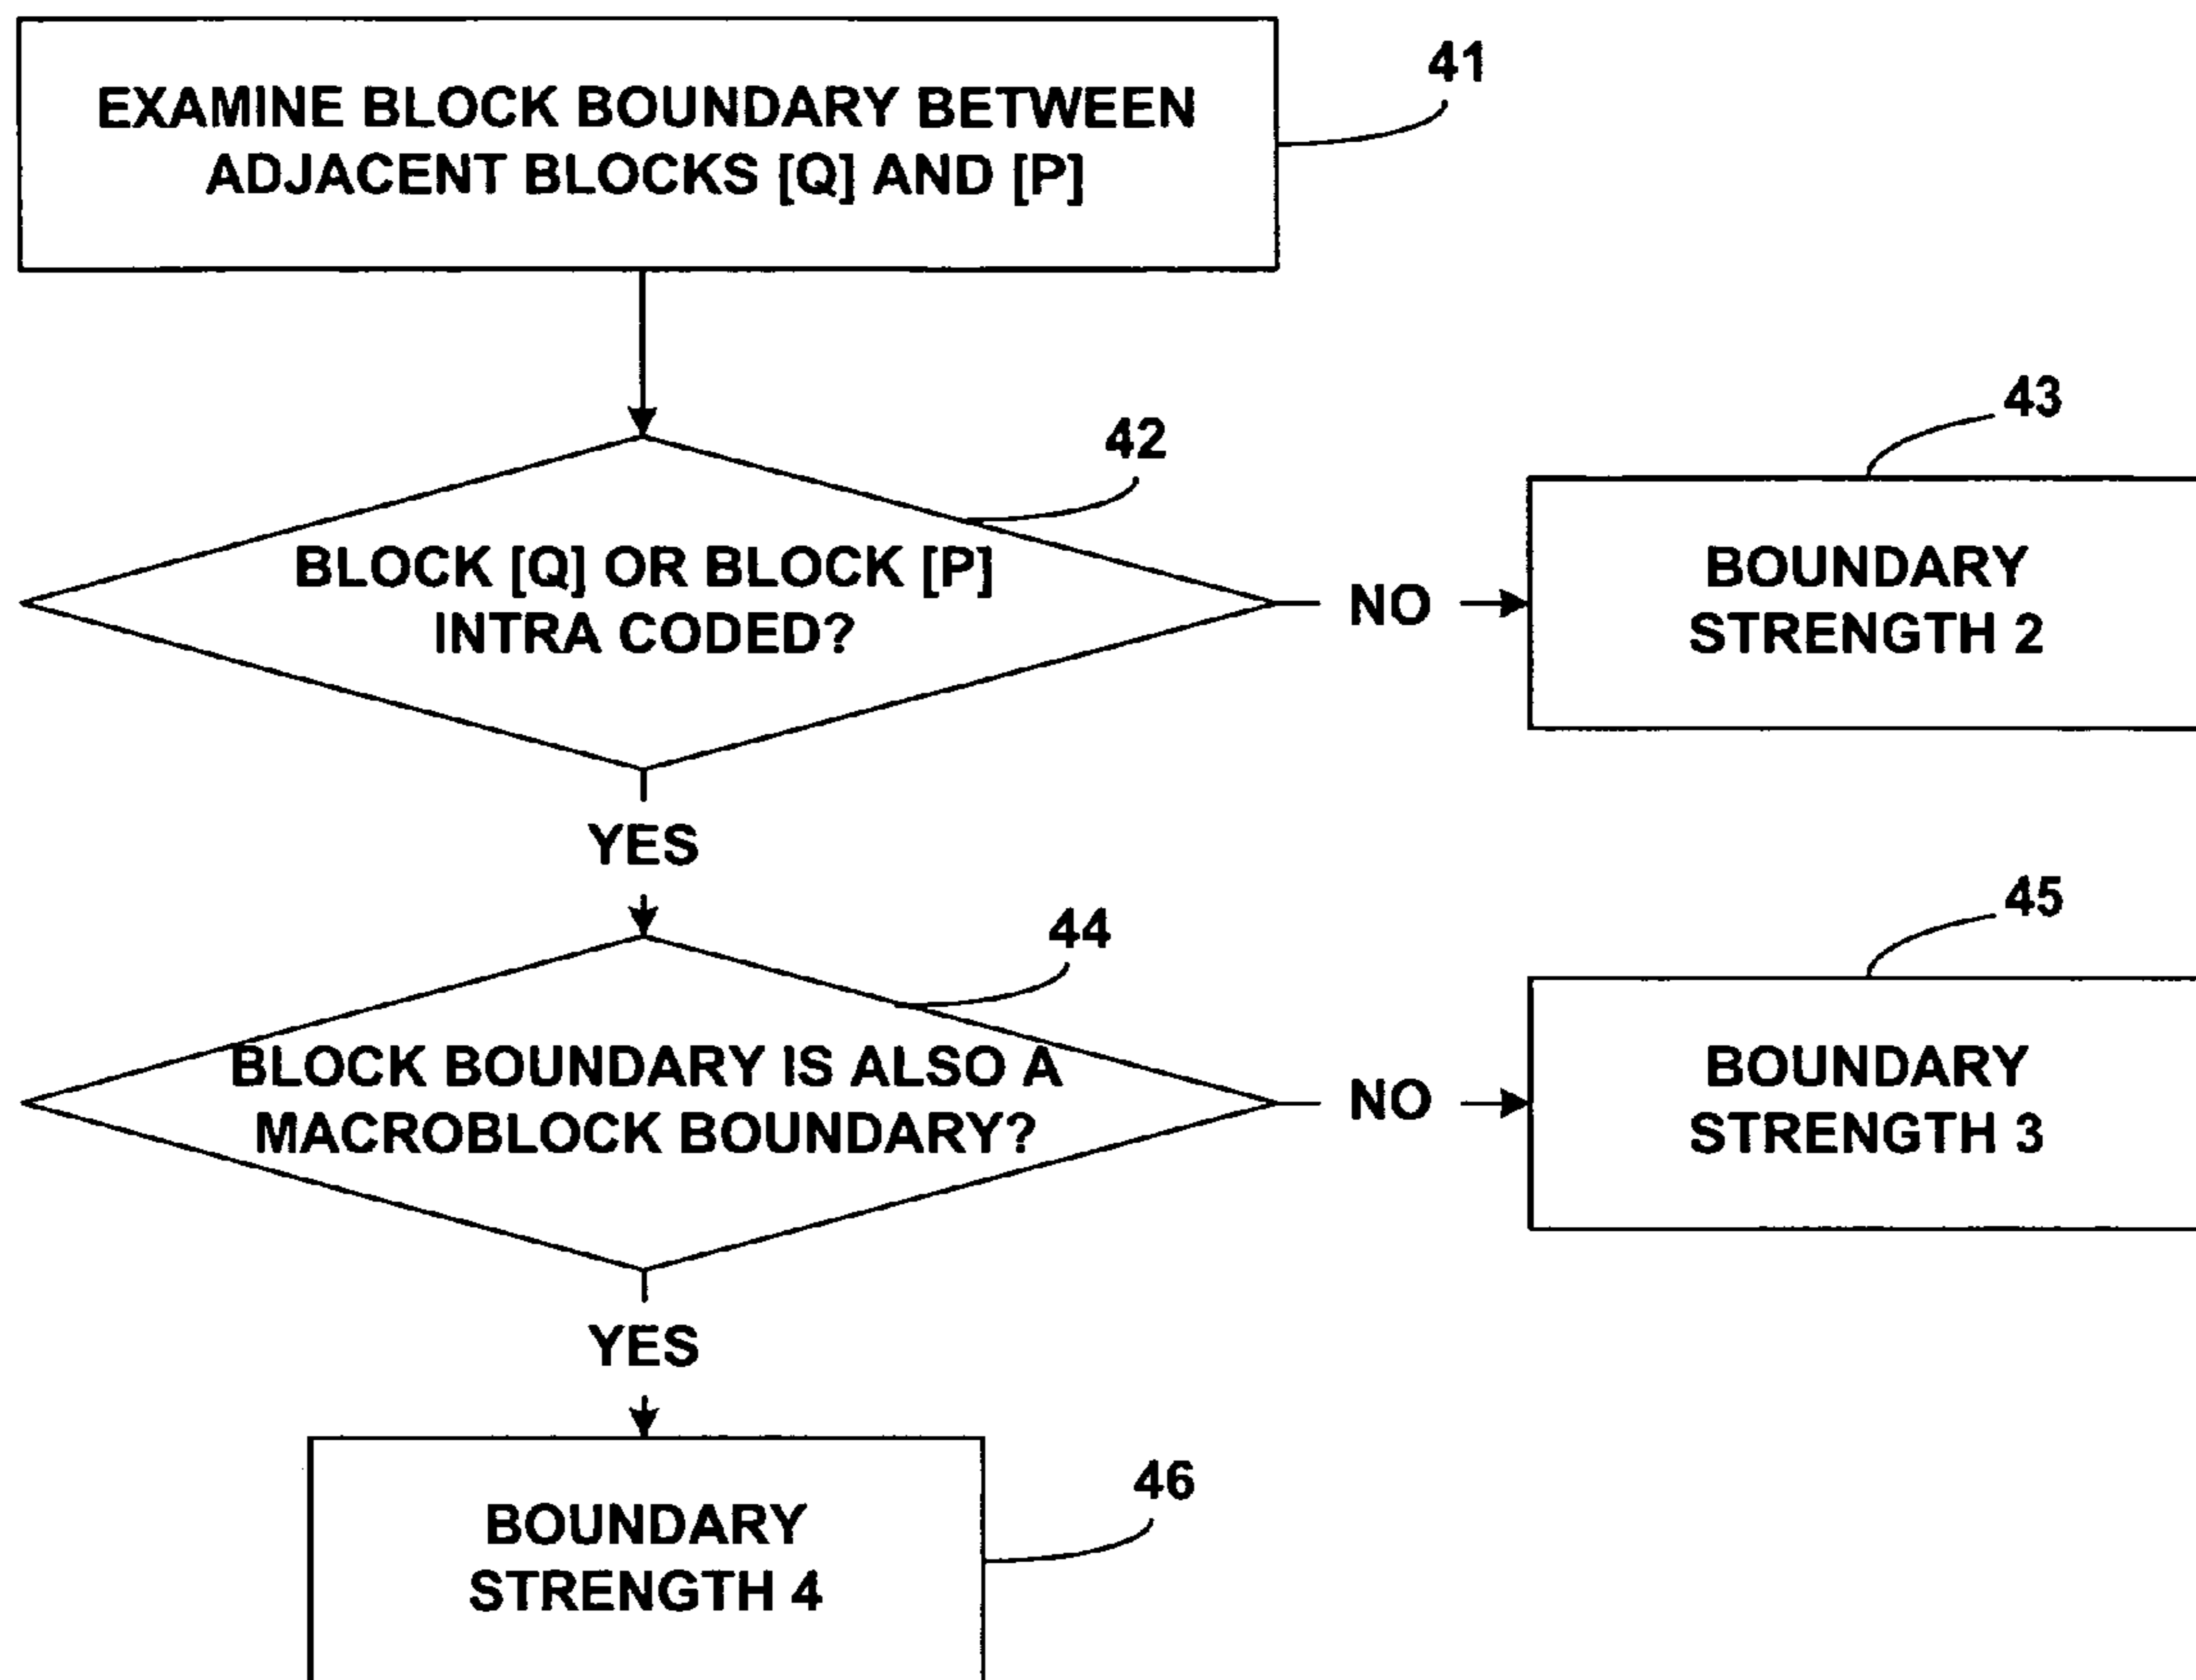 EXAMINE BLOCK BOUNDARY BETWEEN
ADJACENT BLOCKS [Q] AND [P]
41
42
BLOCK [Q] OR BLOCK [P]
INTRA CODED?
NO
43
BOUNDARY
STRENGTH 2
YES
44
BLOCK BOUNDARY IS ALSO A
MACROBLOCK BOUNDARY?
NO
45
BOUNDARY
STRENGTH 3
YES
46
BOUNDARY
STRENGTH 4